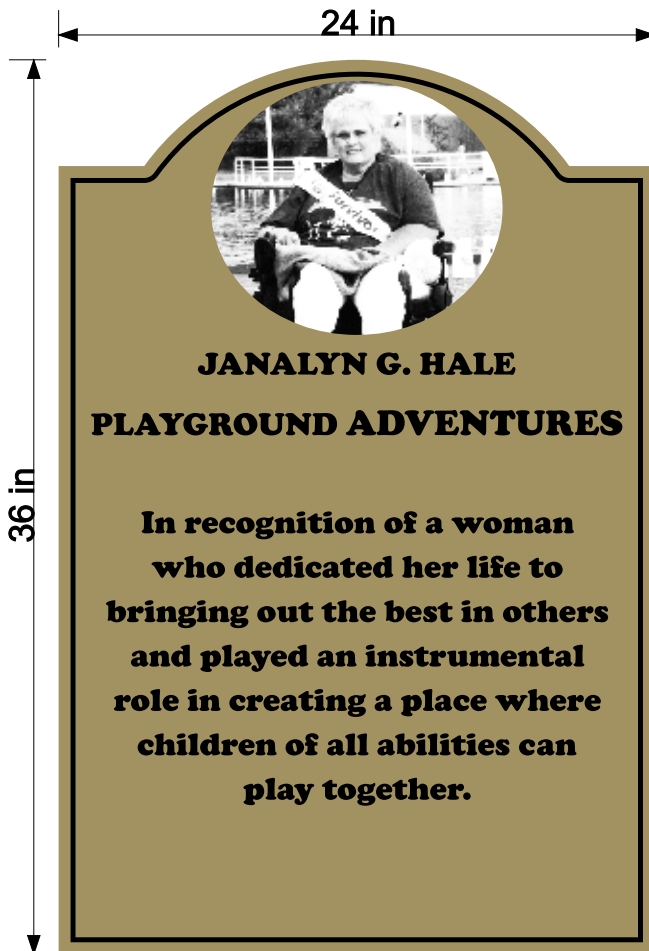 24 in
36 in
survivor
JANALYN G. HALE
PLAYGROUND ADVENTURES
In recognition of a woman
who dedicated her life to
bringing out the best in others
and played an instrumental
role in creating a place where
children of all abilities can
play together.